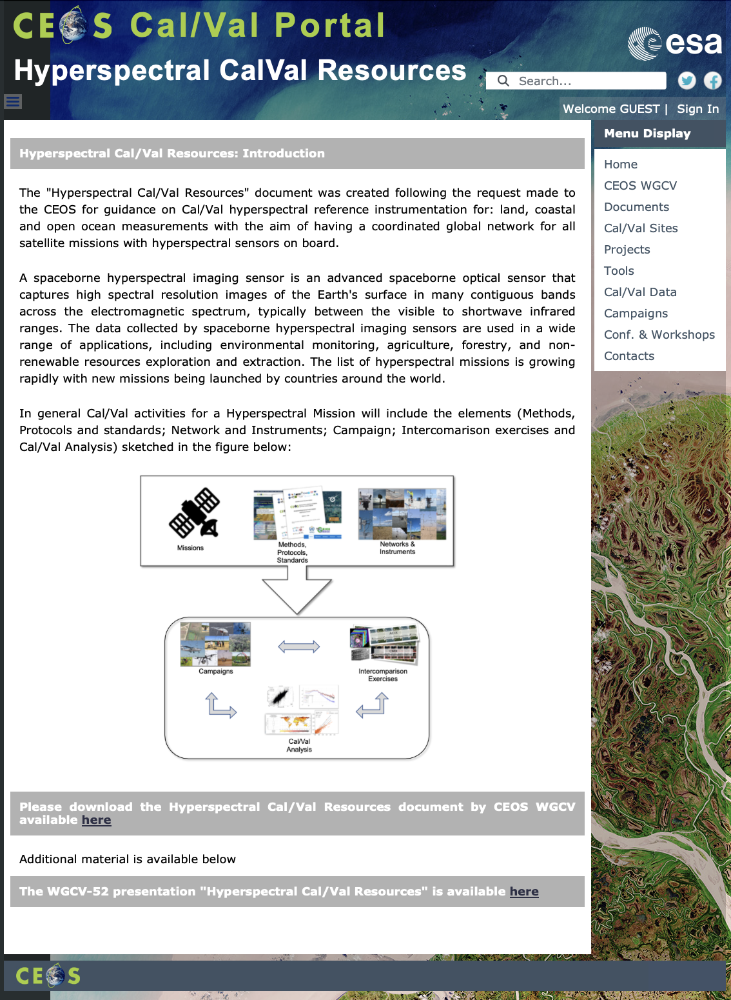 CEOS Cal/Val Portal
esa
Hyperspectral CalVal Resources
Search...
Welcome GUEST | Sign In
Menu Display
Home
CEOS WGCV
Documents
Cal/Val Sites
Projects
Tools
Cal/Val Data
Campaigns
Conf. & Workshops
Contacts
Hyperspectral Cal/Val Resources: Introduction
The "Hyperspectral Cal/Val Resources" document was created following the request made to
the CEOS for guidance on Cal/Val hyperspectral reference instrumentation for: land, coastal
and open ocean measurements with the aim of having a coordinated global network for all
satellite missions with hyperspectral sensors on board.
A spaceborne hyperspectral imaging sensor is an advanced spaceborne optical sensor that
captures high spectral resolution images of the Earth's surface in many contiguous bands
across the electromagnetic spectrum, typically between the visible to shortwave infrared
ranges. The data collected by spaceborne hyperspectral imaging sensors are used in a wide
range of applications, including environmental monitoring, agriculture, forestry, and non-
renewable resources exploration and extraction. The list of hyperspectral missions is growing
rapidly with new missions being launched by countries around the world.
In general Cal/Val activities for a Hyperspectral Mission will include the elements (Methods,
Protocols and standards; Network and Instruments; Campaign; Intercomarison exercises and
Cal/Val Analysis) sketched in the figure below:
Missions
Methods,
Protocols,
Standards
Networks &
Instruments
Campaigns
ACIX
CMIX
Intercomparison
Exercises
Cal/Val
Analysis
Please download the Hyperspectral Cal/Val Resources document by CEOS WGCV
available here
Additional material is available below
The WGCV-52 presentation "Hyperspectral Cal/Val Resources" is available here
CEOS